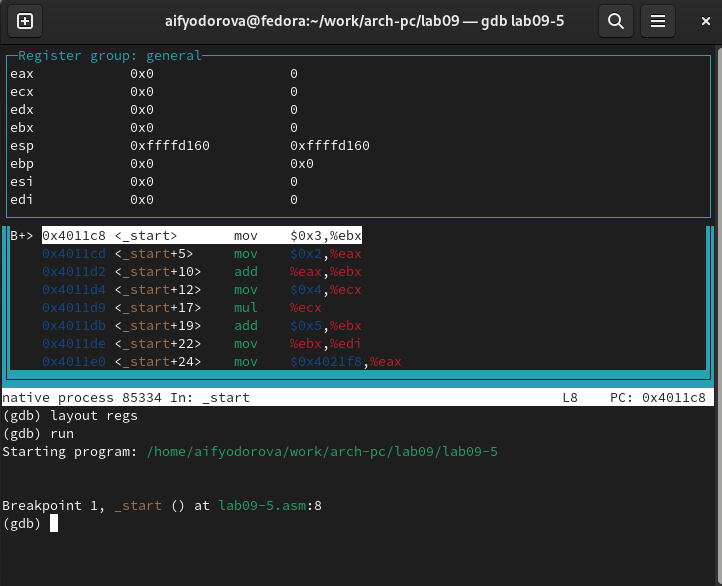 aifyodorova@fedora:~/work/arch-pc/lab09 — gdb lab09-5
Register group: general
eax 0x0 0
ecx 0x0 0
edx 0x0 0
ebx 0x0 0
esp 0xffffd160 0xffffd160
ebp 0x0 0x0
esi 0x0 0
edi 0x0 0
B+> 0x4011c8 <_start> mov $0x3,%ebx
0x4011cd <_start+5> mov $0x2,%eax
0x4011d2 <_start+10> add %eax,%ebx
0x4011d4 <_start+12> mov $0x4,%ecx
0x4011d9 <_start+17> mul %ecx
0x4011db <_start+19> add $0x5,%ebx
0x4011de <_start+22> mov %ebx,%edi
0x4011e0 <_start+24> mov $0x4021f8,%eax
native process 85334 In: _start L8 PC: 0x4011c8
(gdb) layout regs
(gdb) run
Starting program: /home/aifyodorova/work/arch-pc/lab09/lab09-5
Breakpoint 1, _start () at lab09-5.asm:8
(gdb)